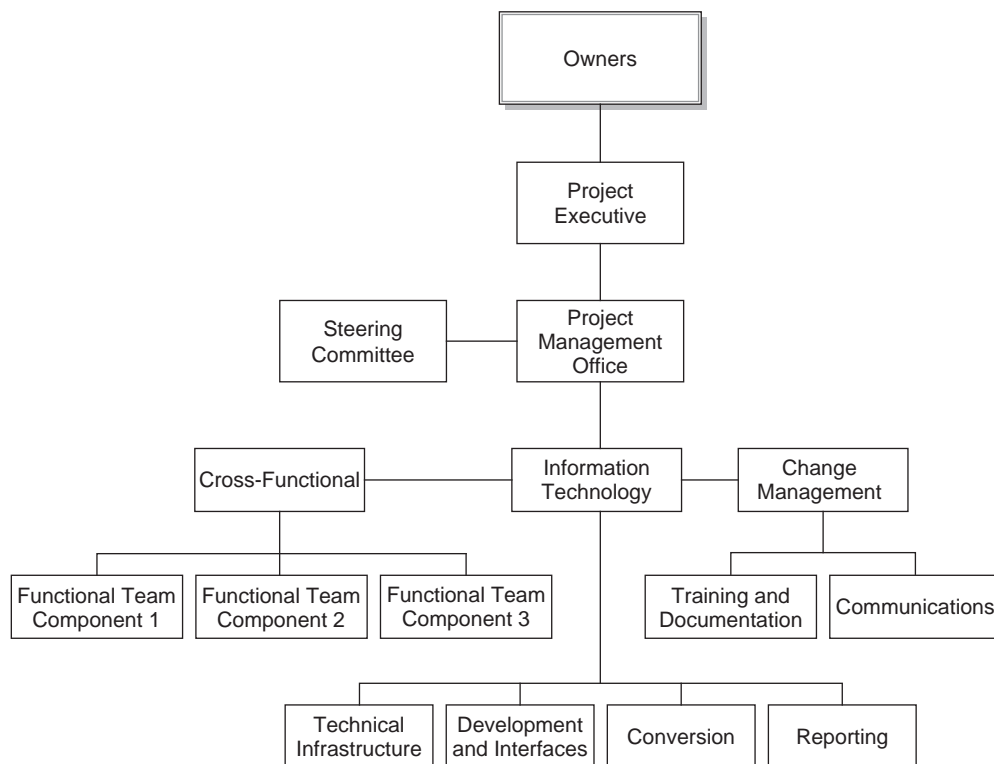 Owners
Project
Executive
Steering
Committee
Project
Management
Office
Cross-Functional
Information
Technology
Change
Management
Functional Team
Component 1
Functional Team
Component 2
Functional Team
Component 3
Training and
Documentation
Communications
Technical
Infrastructure
Development
and Interfaces
Conversion
Reporting